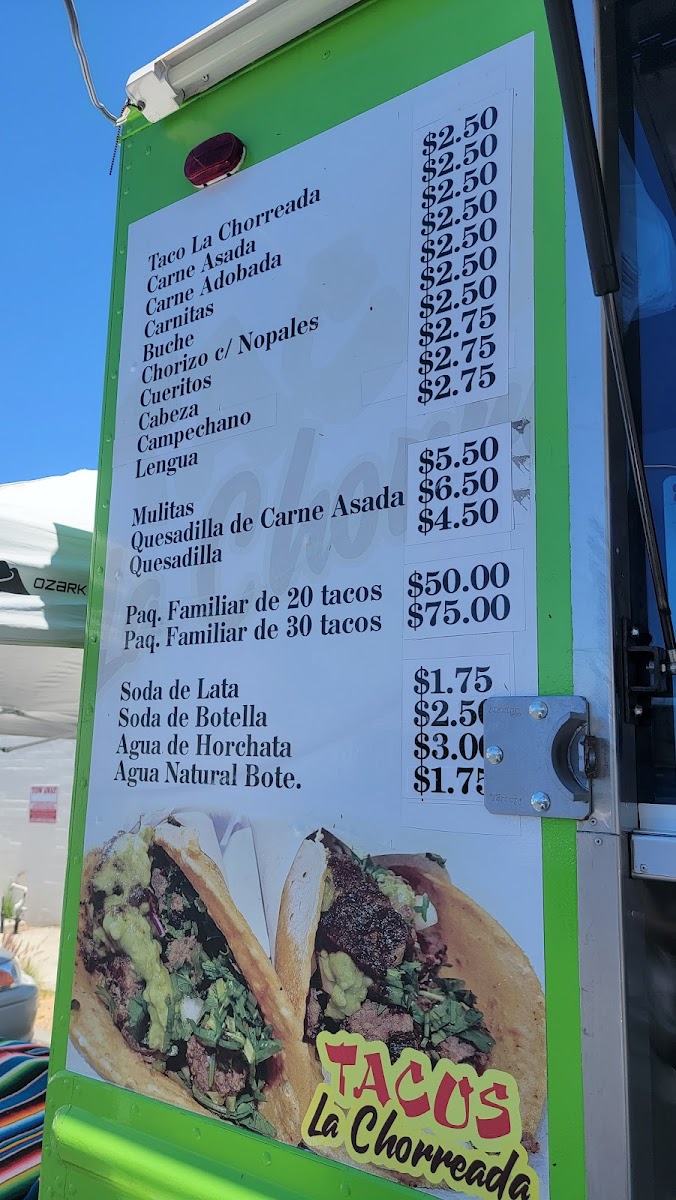 Taco La Chorreada $2.50
Carne Asada $2.50
Carne Adobada $2.50
Carnitas $2.50
Buche $2.50
Chorizo c/ Nopales $2.50
Cueritos $2.50
Cabeza $2.75
Campechano $2.75
Lengua $2.75
Mulitas $5.50
Quesadilla de Carne Asada $6.50
Quesadilla $4.50
Paq. Familiar de 20 tacos $50.00
Paq. Familiar de 30 tacos $75.00
Soda de Lata $1.75
Soda de Botella $2.50
Agua de Horchata $3.00
Agua Natural Bote. $1.75
OZARK
TACOS
La Chorreada